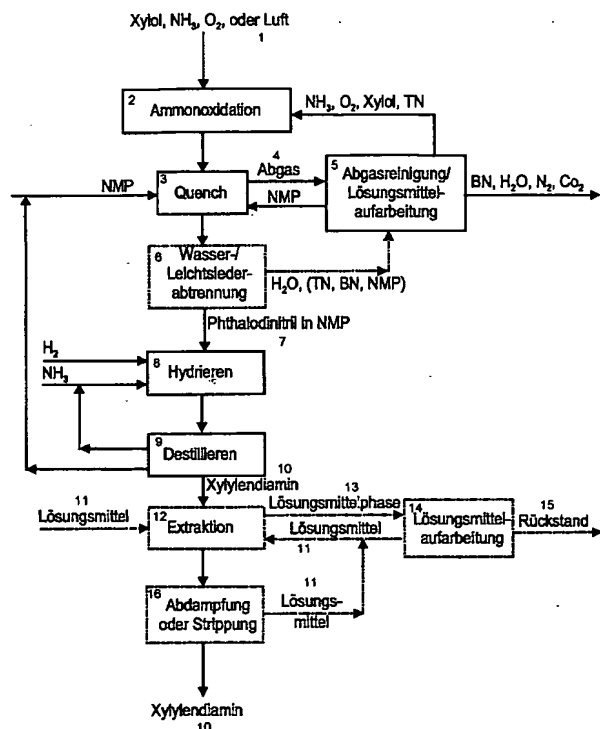 Xylol, NH3, O2, oder Luft
1
2
Ammonoxidation
NH3, O2, Xylol, TN
4
Abgas
5
Abgasreinigung/
Lösungsmittel-
aufarbeitung
BN, H2O, N2, Co2
NMP
3
Quench
NMP
6
Wasser-/
Leichtsleder-
abtrennung
H2O, (TN, BN, NMP)
Phthalodinitril in NMP
7
H2
NH3
8
Hydrieren
9
Destillieren
10
Xylylendiamin
11
Lösungsmittel
12
Extraktion
13
Lösungsmittelphase
Lösungsmittel
11
14
Lösungsmittel-
aufarbeitung
15
Rückstand
16
Abdampfung
oder Strippung
11
Lösungs-
mittel
Xylylendiamin
10